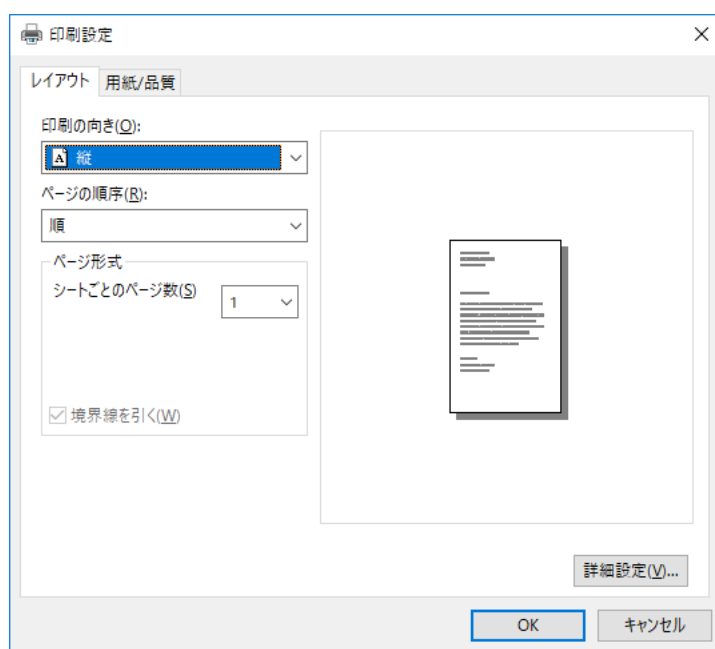 印刷設定
レイアウト 用紙/品質
印刷の向き(O):
縦
ページの順序(R):
順
ページ形式
シートごとのページ数(S) 1
境界線を引く(W)
詳細設定(V)...
OK キャンセル